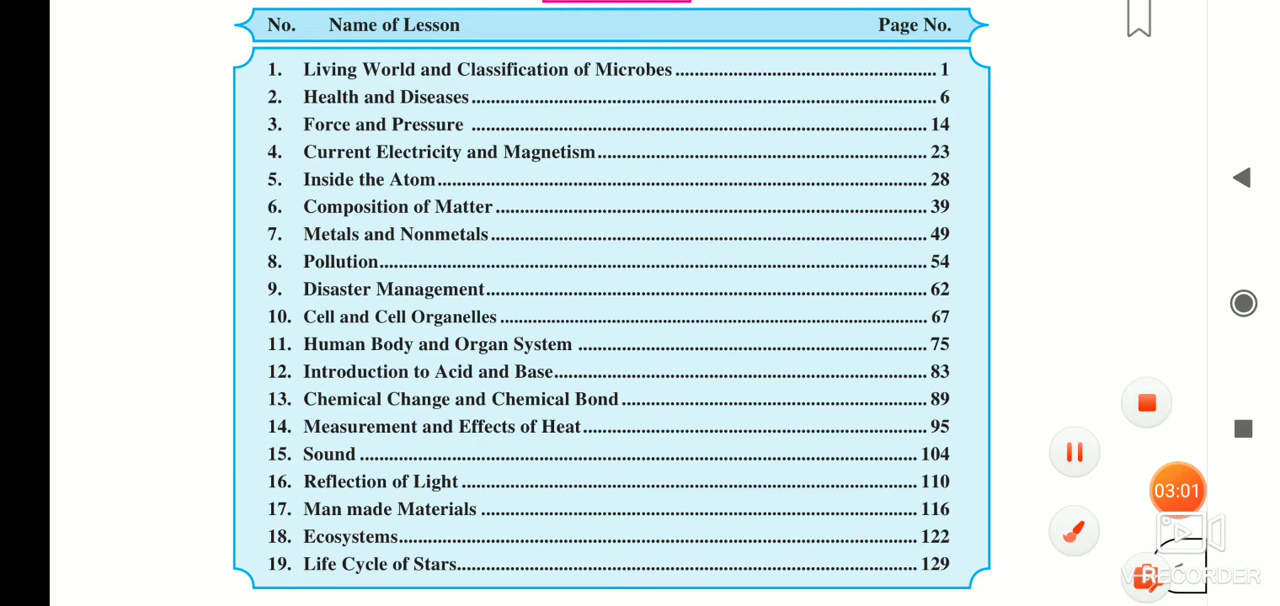 No. Name of Lesson Page No.
1. Living World and Classification of Microbes ........ 1
2. Health and Diseases ........ 6
3. Force and Pressure ........ 14
4. Current Electricity and Magnetism ........ 23
5. Inside the Atom ........ 28
6. Composition of Matter ........ 39
7. Metals and Nonmetals ........ 49
8. Pollution ........ 54
9. Disaster Management ........ 62
10. Cell and Cell Organelles ........ 67
11. Human Body and Organ System ........ 75
12. Introduction to Acid and Base ........ 83
13. Chemical Change and Chemical Bond ........ 89
14. Measurement and Effects of Heat ........ 95
15. Sound ........ 104
16. Reflection of Light ........ 110
17. Man made Materials ........ 116
18. Ecosystems ........ 122
19. Life Cycle of Stars ........ 129
03:01
V RECORDER